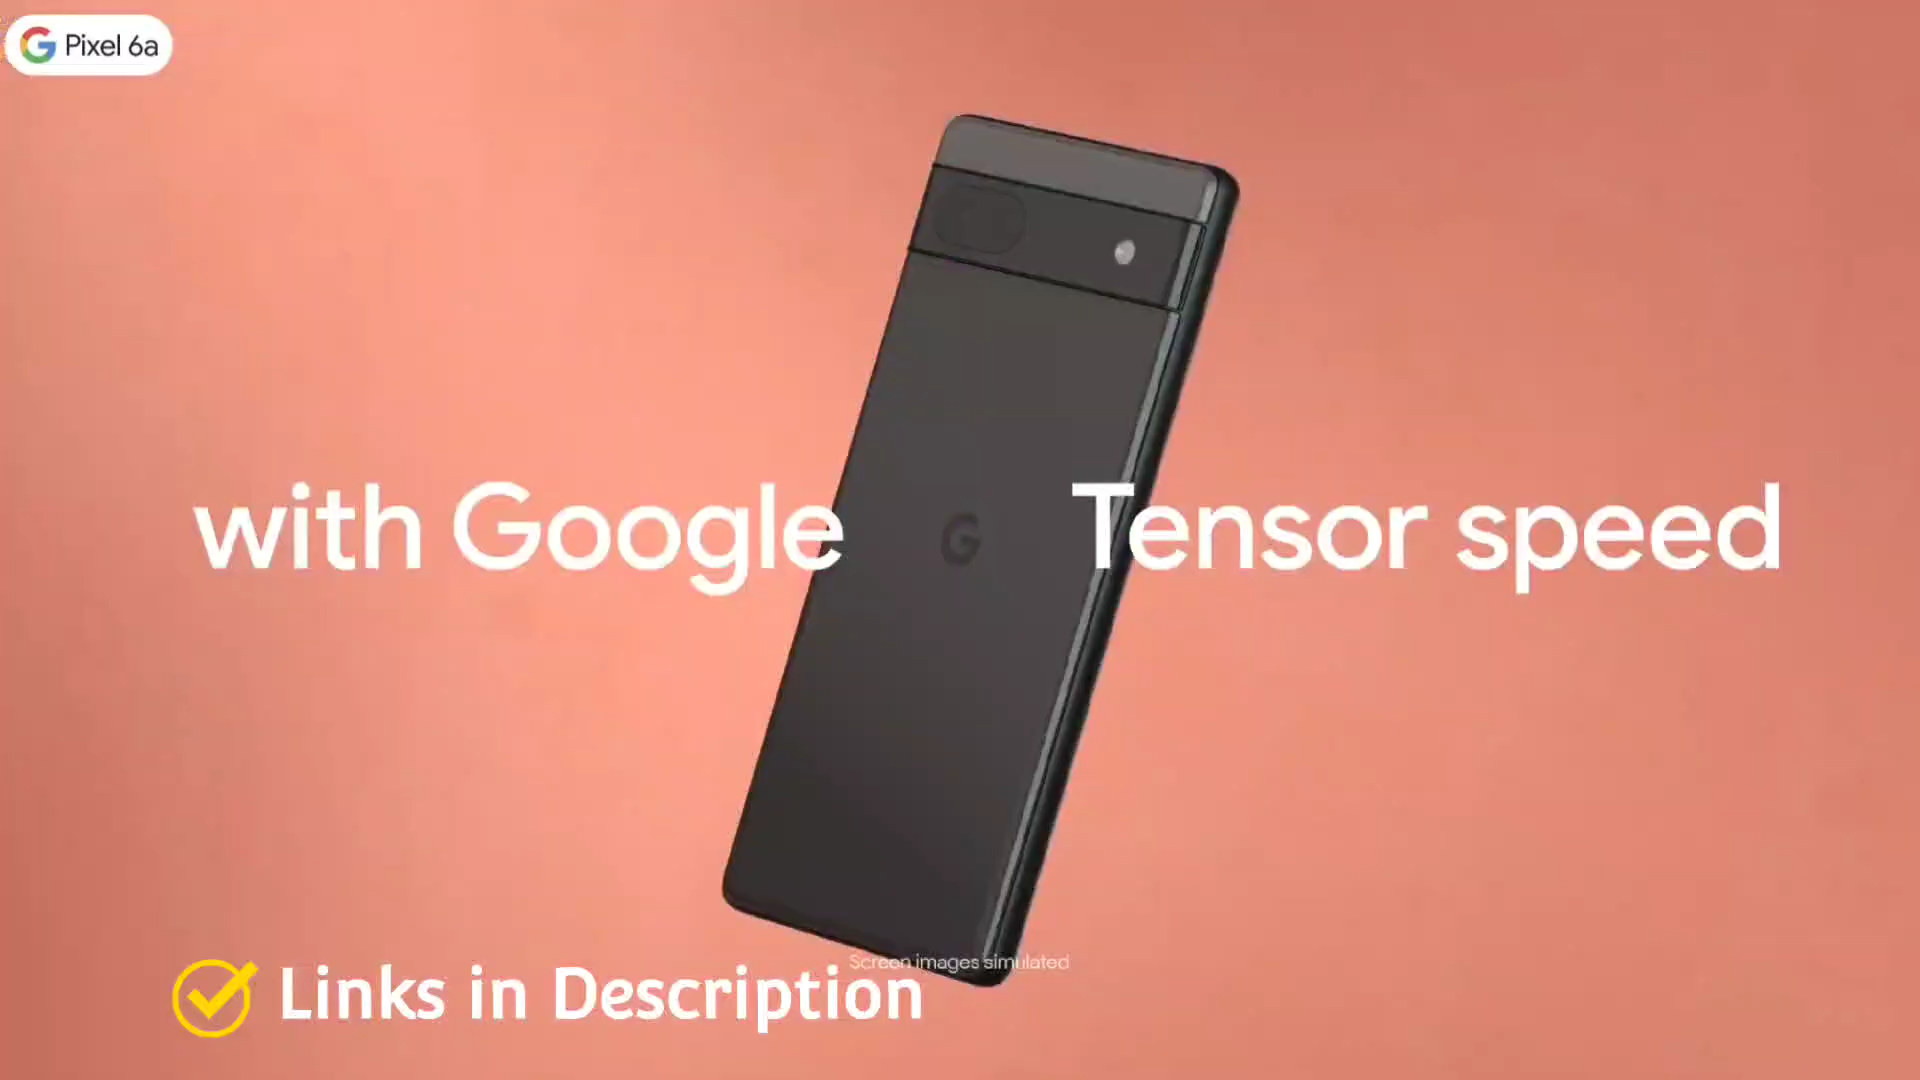 G Pixel 6a
with Google Tensor speed
G
Screen images simulated
Links in Description